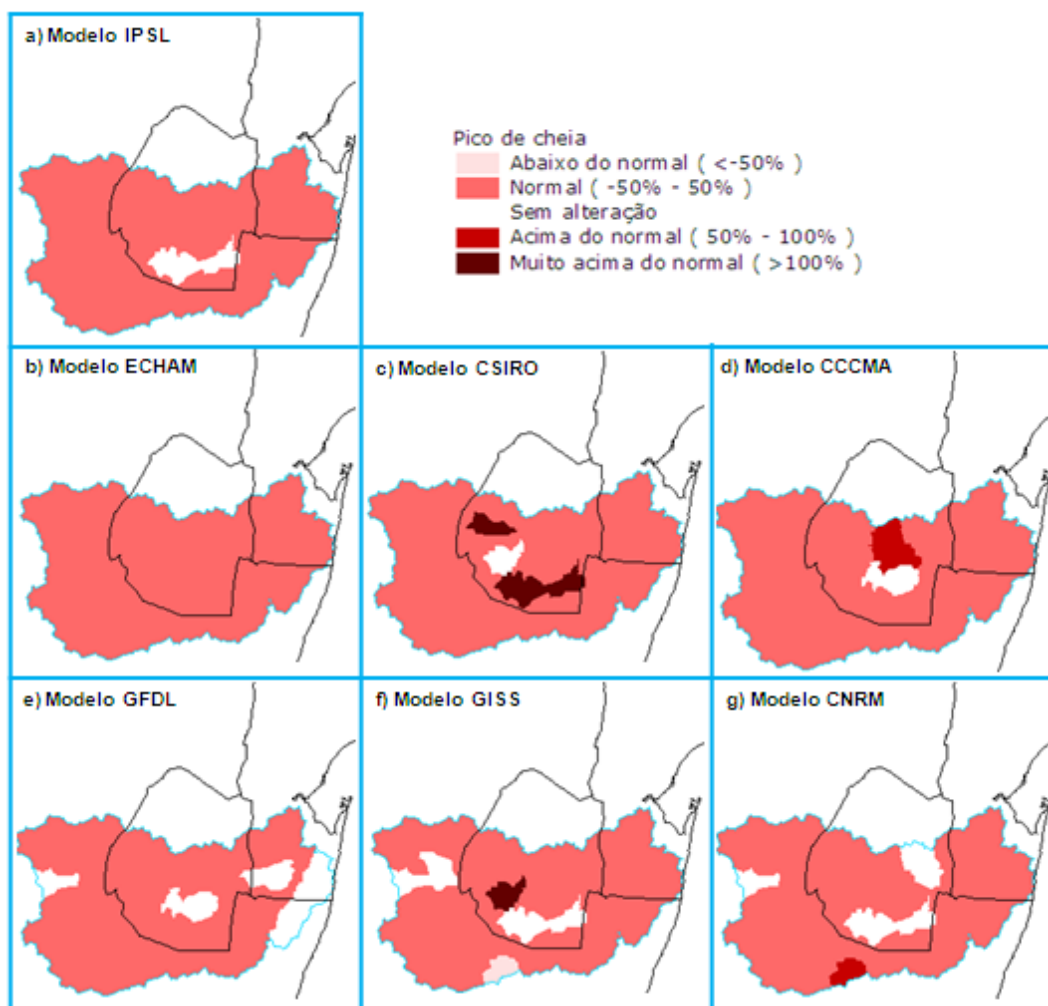 a) Modelo IPSL
Pico de cheia
Abaixo do normal ( <-50% )
Normal ( -50% - 50% )
Sem alteração
Acima do normal ( 50% - 100% )
Muito acima do normal ( >100% )
b) Modelo ECHAM
c) Modelo CSIRO
d) Modelo CCCMA
e) Modelo GFDL
f) Modelo GISS
g) Modelo CNRM